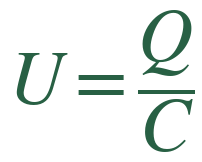 U = Q/C